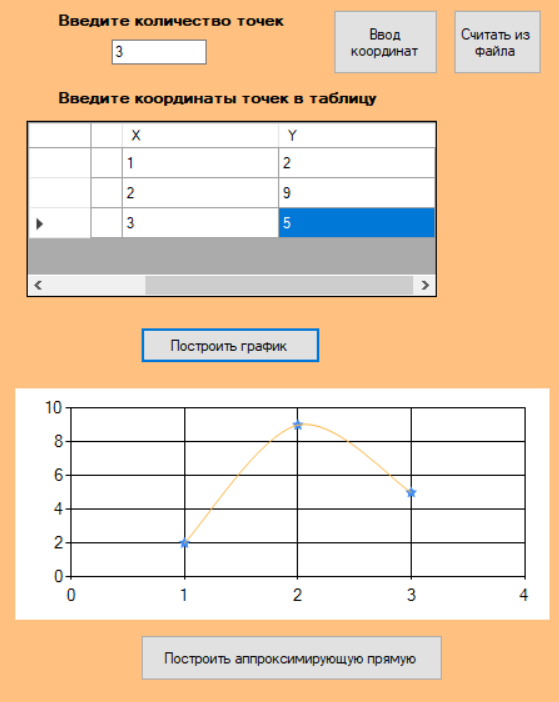 Введите количество точек
3
Ввод
координат
Считать из
файла
Введите координаты точек в таблицу
X Y
1 2
2 9
3 5
Построить график
10
8
6
4
2
0
0 1 2 3 4
Построить аппроксимирующую прямую